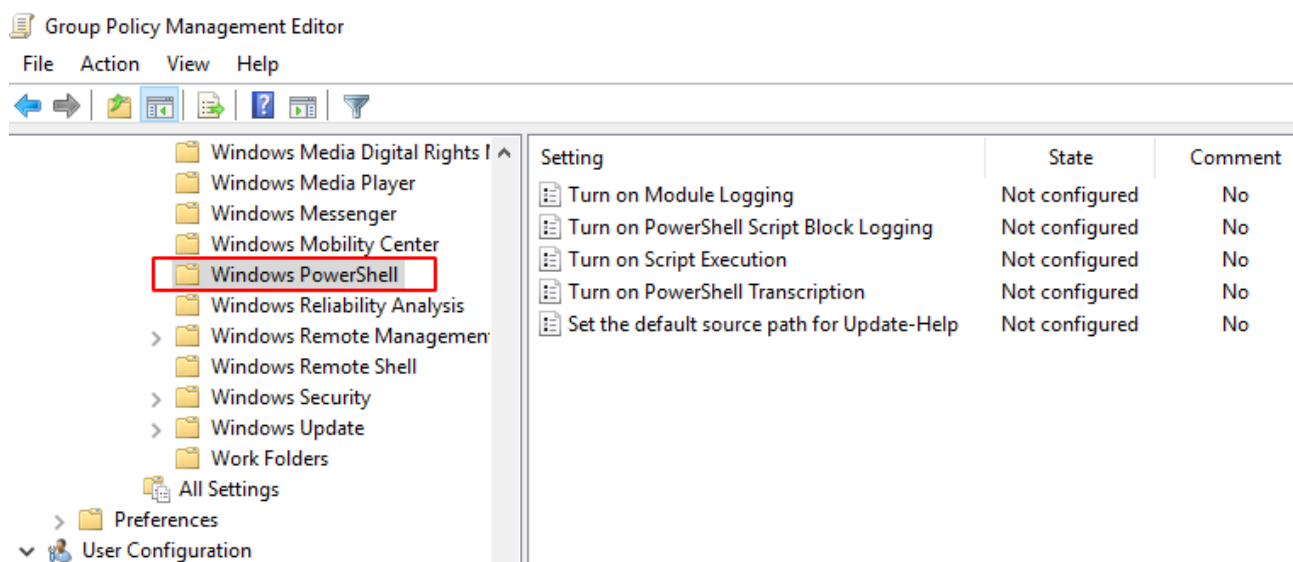 Group Policy Management Editor
File Action View Help
Windows Media Digital Rights
Windows Media Player
Windows Messenger
Windows Mobility Center
Windows PowerShell
Windows Reliability Analysis
Windows Remote Managemen
Windows Remote Shell
Windows Security
Windows Update
Work Folders
All Settings
Preferences
User Configuration
Setting State Comment
Turn on Module Logging Not configured No
Turn on PowerShell Script Block Logging Not configured No
Turn on Script Execution Not configured No
Turn on PowerShell Transcription Not configured No
Set the default source path for Update-Help Not configured No